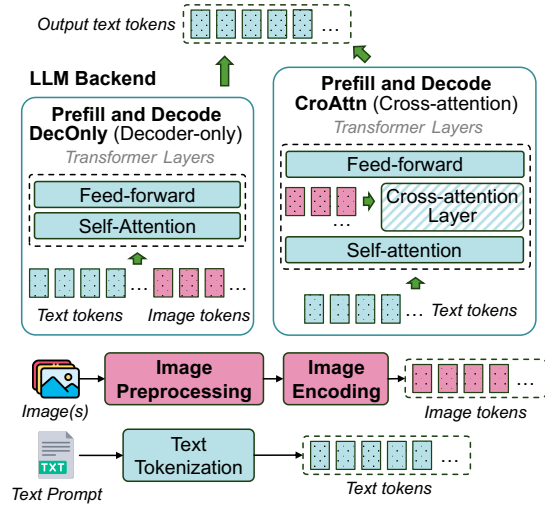 Output text tokens
...
LLM Backend
Prefill and Decode
DecOnly (Decoder-only)
Transformer Layers
Feed-forward
Self-Attention
... ...
Text tokens Image tokens
Prefill and Decode
CroAttn (Cross-attention)
Transformer Layers
Feed-forward
...
Cross-attention
Layer
Self-attention
... Text tokens
Image(s)
Image
Preprocessing
Image
Encoding
...
Image tokens
TXT
Text Prompt
Text
Tokenization
...
Text tokens